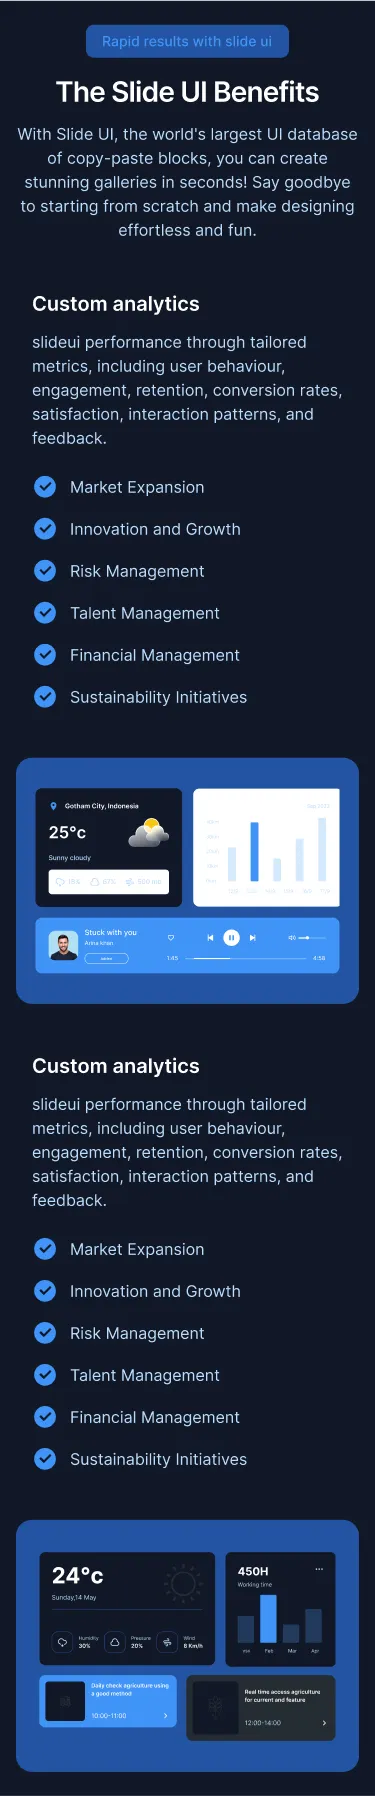 Rapid results with slide ui
The Slide UI Benefits
With Slide UI, the world's largest UI database
of copy-paste blocks, you can create
stunning galleries in seconds! Say goodbye
to starting from scratch and make designing
effortless and fun.
Custom analytics
slideui performance through tailored
metrics, including user behaviour,
engagement, retention, conversion rates,
satisfaction, interaction patterns, and
feedback.
Market Expansion
Innovation and Growth
Risk Management
Talent Management
Financial Management
Sustainability Initiatives
Gotham City, Indonesia
25°c
Sunny cloudy
Stuck with you
1:45
4:58
Custom analytics
slideui performance through tailored
metrics, including user behaviour,
engagement, retention, conversion rates,
satisfaction, interaction patterns, and
feedback.
Market Expansion
Innovation and Growth
Risk Management
Talent Management
Financial Management
Sustainability Initiatives
24°c
Sunday,14 May
Humidity
30%
Pressure
20%
Wind
8 Km/h
450H
Working time
Feb
Mar
Apr
Daily check agriculture using
a good method
10:00-11:00
Real time access agriculture
for current and feature
12:00-14:00